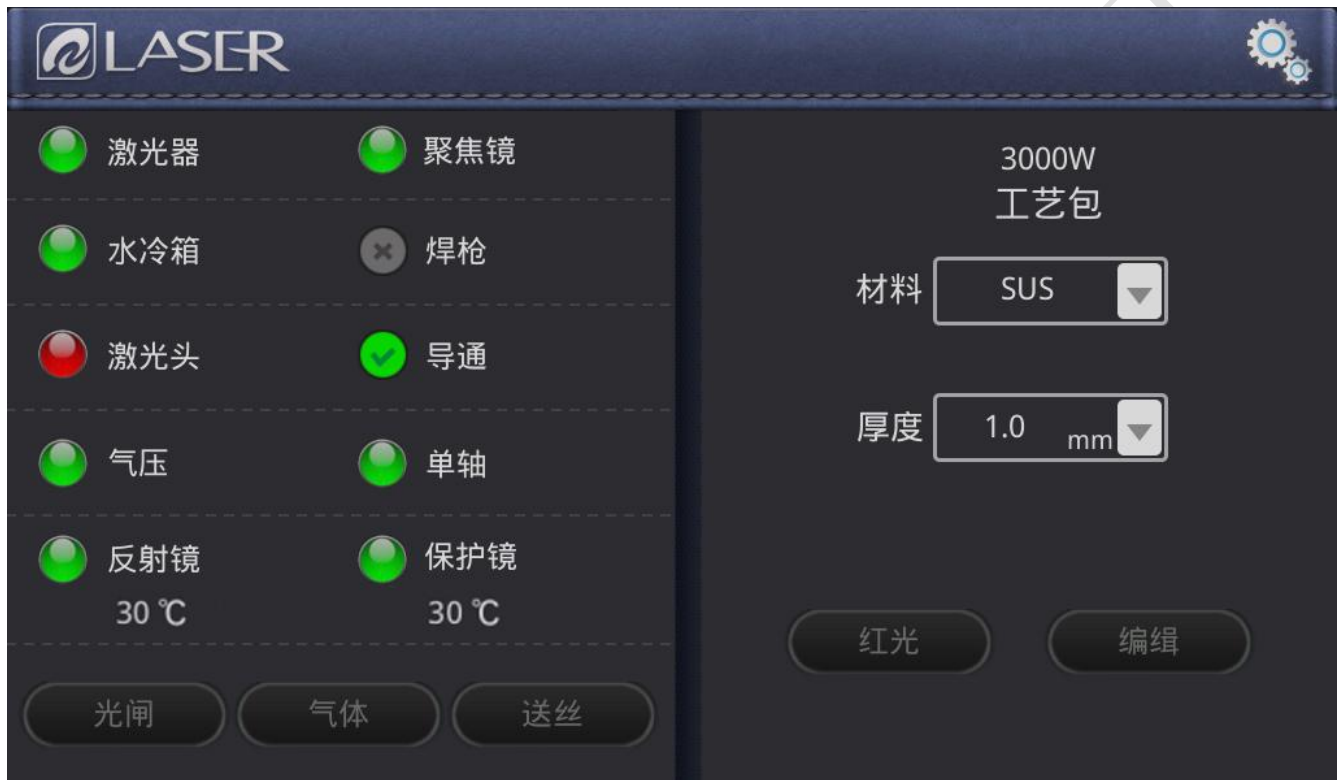 LASER
激光器
聚焦镜
水冷箱
焊枪
激光头
导通
气压
单轴
反射镜
30 ℃
保护镜
30 ℃
光闸
气体
送丝
3000W
工艺包
材料 SUS
厚度 1.0 mm
红光
编缉